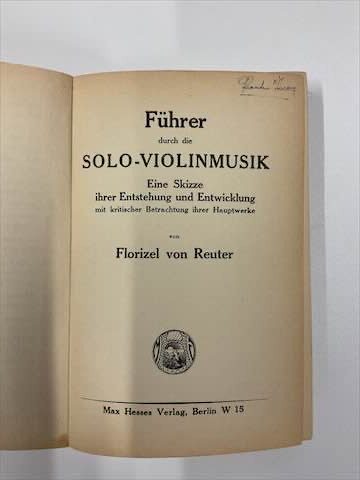 Führer
durch die
SOLO-VIOLINMUSIK
Eine Skizze
ihrer Entstehung und Entwicklung
mit kritischer Betrachtung ihrer Hauptwerke
von
Florizel von Reuter
Max Hesses Verlag, Berlin W 15